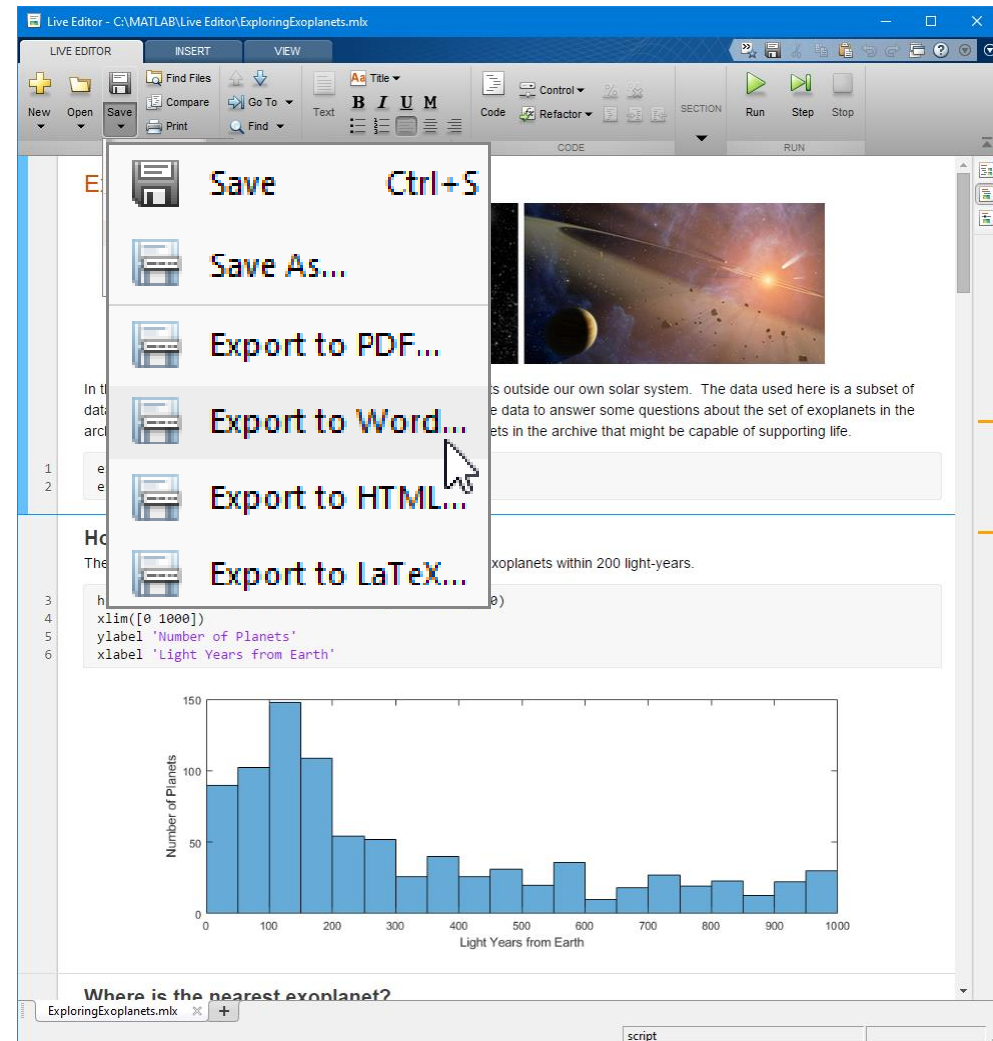 Live Editor - C:\MATLAB\Live Editor\ExploringExoplanets.mlx
LIVE EDITOR INSERT VIEW
New
Open
Save
Find Files
Compare
Print
Go To
Find
Text
Aa Title
B I U M
Code
Control
Refactor
SECTION
Run
Step
Stop
CODE
RUN
E
Save Ctrl+S
Save As...
Export to PDF...
Export to Word...
Export to HTML...
Export to LaTeX...
In t
outside our own solar system. The data used here is a subset of
dat
data to answer some questions about the set of exoplanets in the
arc
ets in the archive that might be capable of supporting life.
1 e
2 e
Ho
The
xoplanets within 200 light-years.
3 h
0)
4 xlim([0 1000])
5 ylabel 'Number of Planets'
6 xlabel 'Light Years from Earth'
150
100
50
0
Number of Planets
0 100 200 300 400 500 600 700 800 900 1000
Light Years from Earth
Where is the nearest exoplanet?
ExploringExoplanets.mlx
script